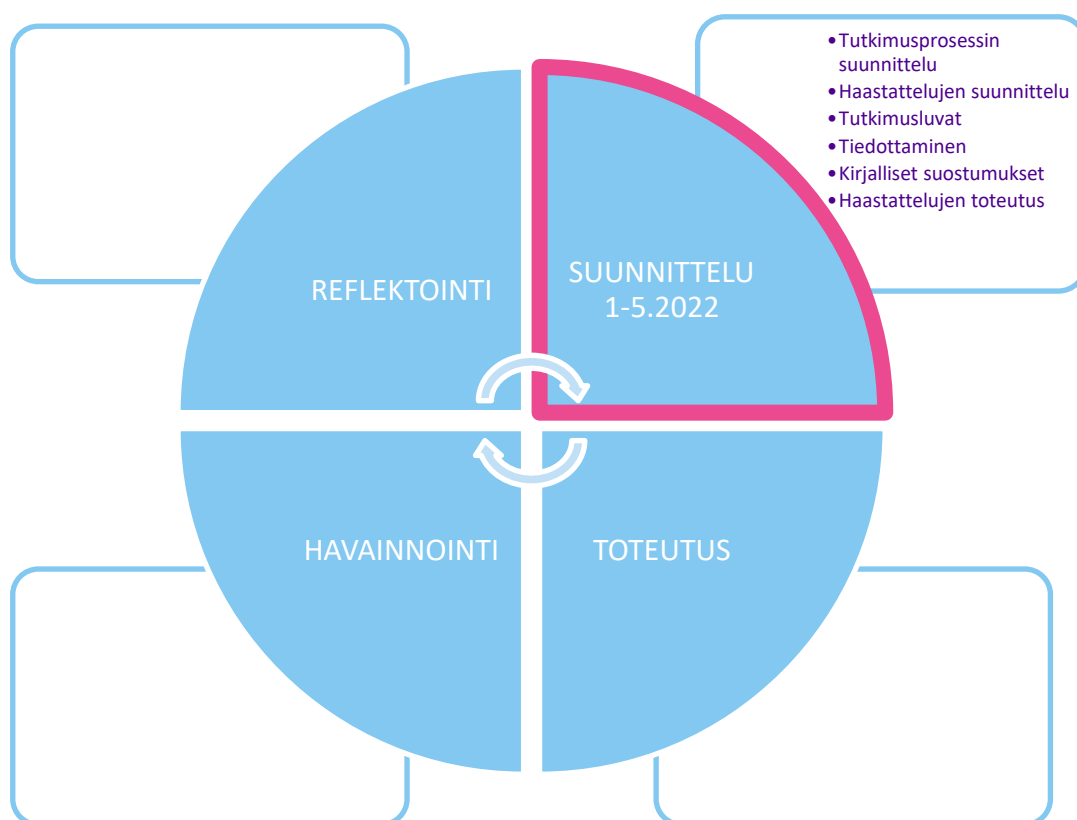 •Tutkimusprosessin
suunnittelu
•Haastattelujen suunnittelu
•Tutkimusluvat
•Tiedottaminen
•Kirjalliset suostumukset
•Haastattelujen toteutus
REFLEKTOINTI
SUUNNITTELU
1-5.2022
HAVAINNOINTI
TOTEUTUS